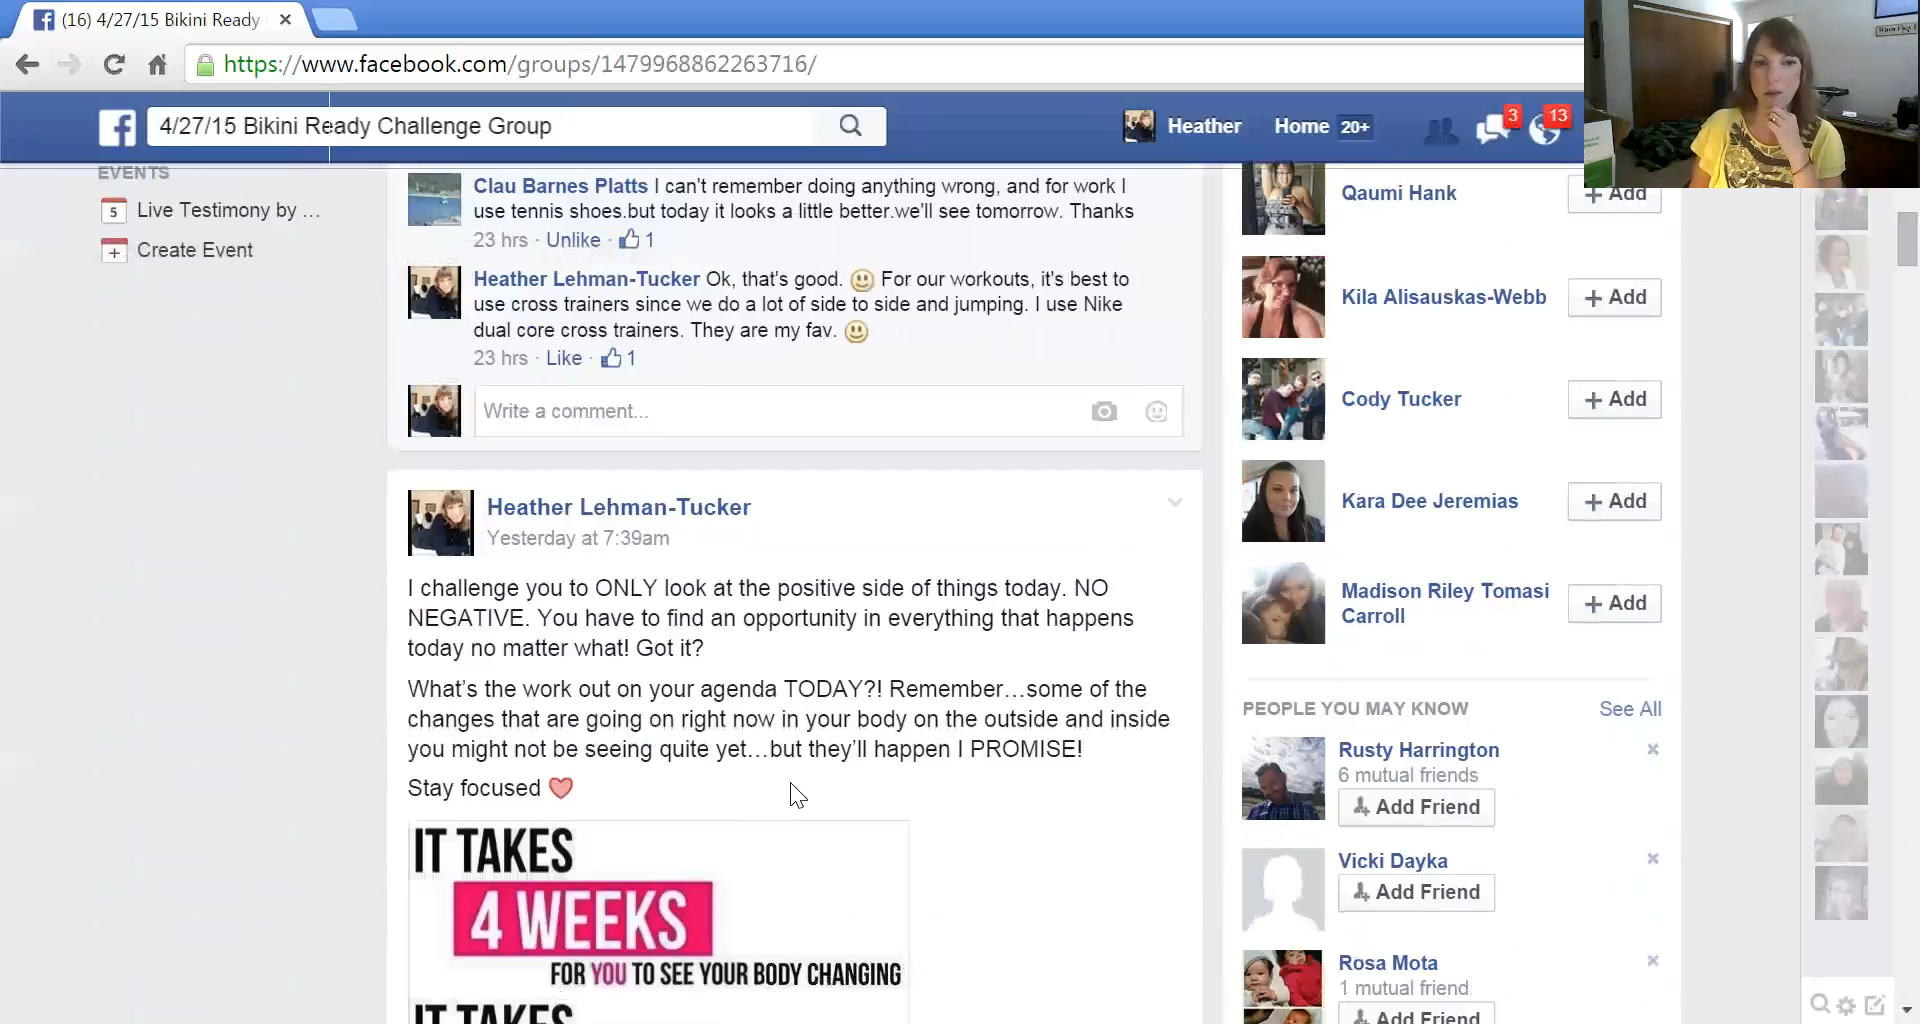 (16) 4/27/15 Bikini Ready
https://www.facebook.com/groups/1479968862263716/
4/27/15 Bikini Ready Challenge Group
Heather
Home 20+
3
13
EVENTS
5 Live Testimony by ...
Create Event
Clau Barnes Platts I can't remember doing anything wrong, and for work I
use tennis shoes.but today it looks a little better.we'll see tomorrow. Thanks
23 hrs · Unlike · 1
Heather Lehman-Tucker Ok, that's good. For our workouts, it's best to
use cross trainers since we do a lot of side to side and jumping. I use Nike
dual core cross trainers. They are my fav.
23 hrs · Like · 1
Write a comment...
Heather Lehman-Tucker
Yesterday at 7:39am
I challenge you to ONLY look at the positive side of things today. NO
NEGATIVE. You have to find an opportunity in everything that happens
today no matter what! Got it?
What's the work out on your agenda TODAY?! Remember…some of the
changes that are going on right now in your body on the outside and inside
you might not be seeing quite yet…but they'll happen I PROMISE!
Stay focused
IT TAKES
4 WEEKS
FOR YOU TO SEE YOUR BODY CHANGING
IT TAKES
Qaumi Hank
+ Add
Kila Alisauskas-Webb
+ Add
Cody Tucker
+ Add
Kara Dee Jeremias
+ Add
Madison Riley Tomasi
Carroll
+ Add
PEOPLE YOU MAY KNOW
See All
Rusty Harrington
6 mutual friends
Add Friend
Vicki Dayka
Add Friend
Rosa Mota
1 mutual friend
Add Friend